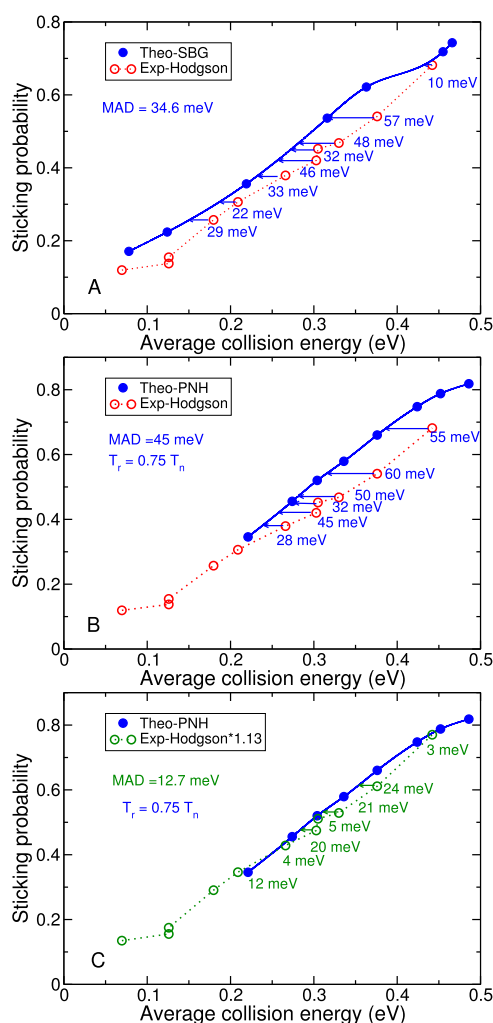 0.8
0.6
0.4
0.2
0
Sticking probability
Theo-SBG
Exp-Hodgson
MAD = 34.6 meV
10 meV
57 meV
48 meV
32 meV
46 meV
33 meV
22 meV
29 meV
A
0 0.1 0.2 0.3 0.4 0.5
Average collision energy (eV)
0.8
0.6
0.4
0.2
0
Sticking probability
Theo-PNH
Exp-Hodgson
MAD =45 meV
Tr = 0.75 Tn
55 meV
60 meV
50 meV
32 meV
45 meV
28 meV
B
0 0.1 0.2 0.3 0.4 0.5
Average collision energy (eV)
0.8
0.6
0.4
0.2
0
Sticking probability
Theo-PNH
Exp-Hodgson*1.13
MAD =12.7 meV
Tr = 0.75 Tn
3 meV
24 meV
21 meV
5 meV
20 meV
4 meV
12 meV
C
0 0.1 0.2 0.3 0.4 0.5
Average collision energy (eV)